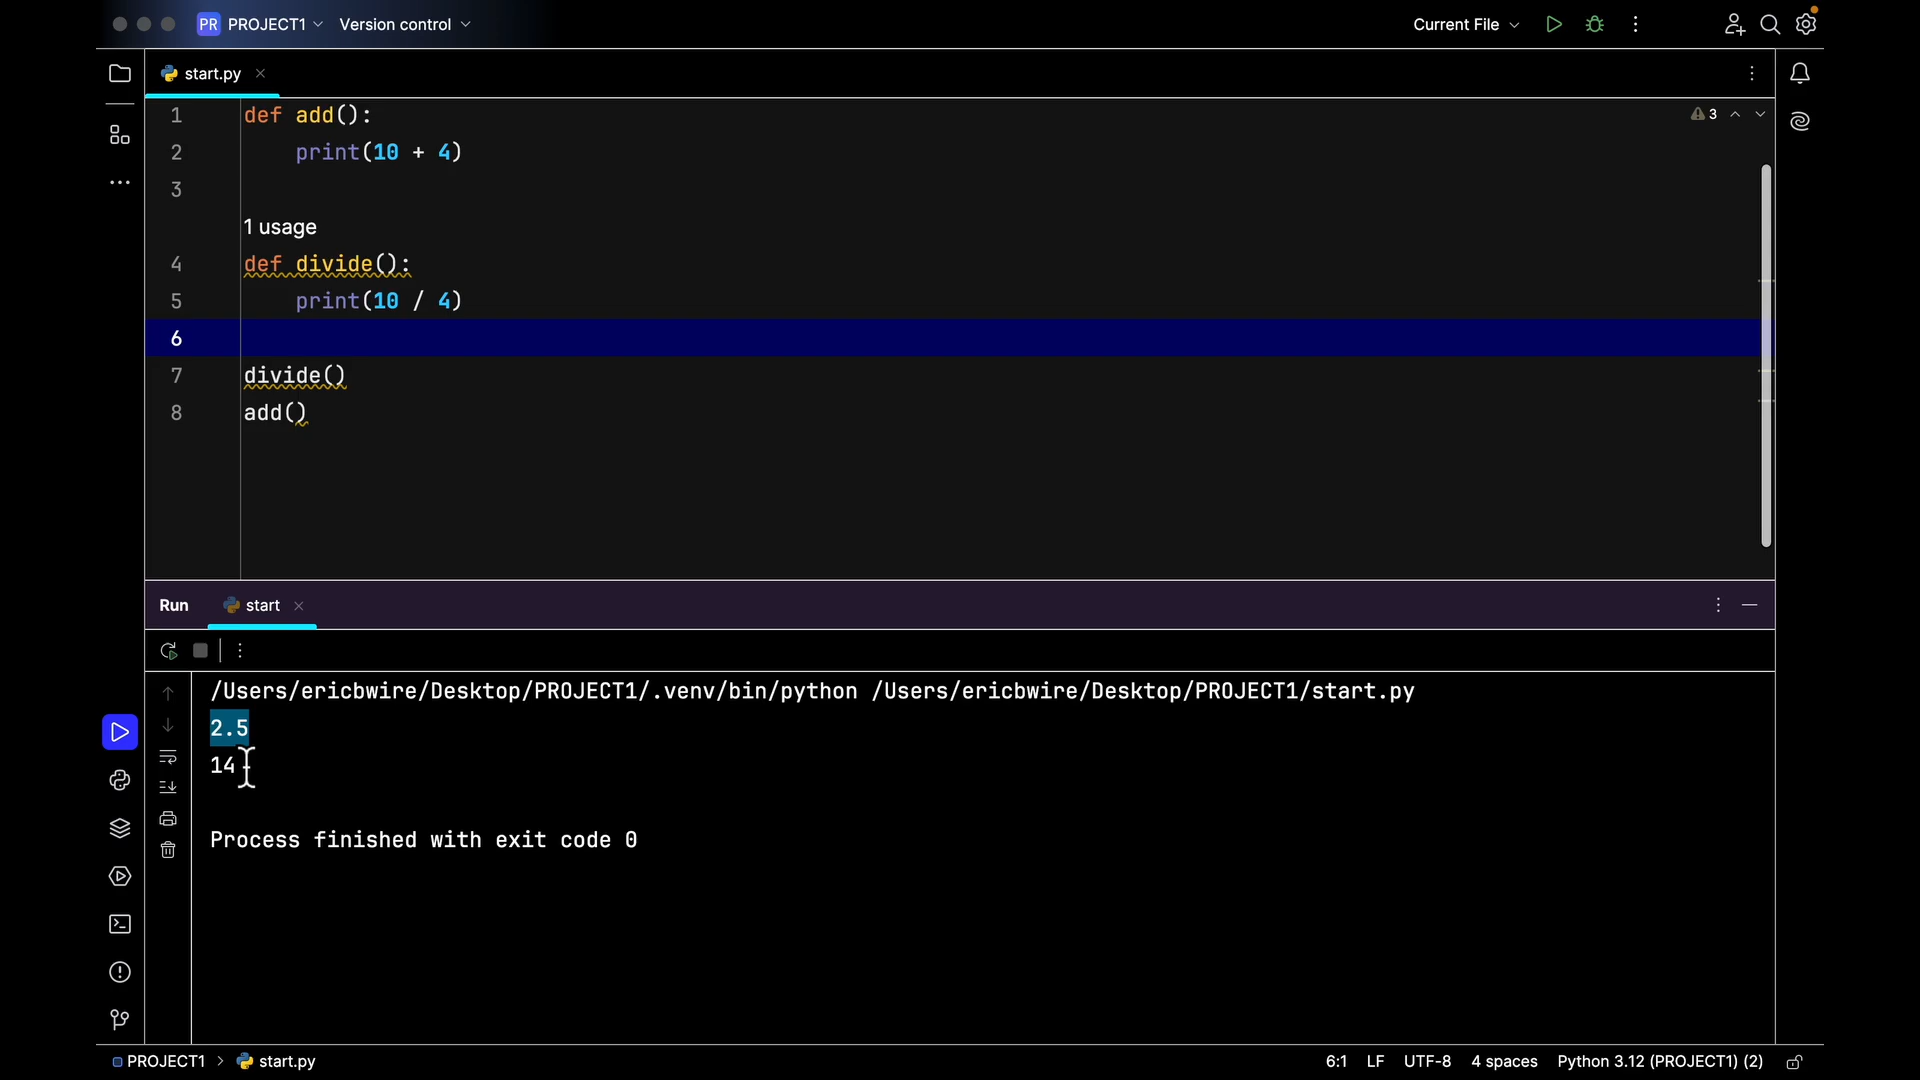 PR PROJECT1 Version control Current File
start.py
1 def add():
2     print(10 + 4)
3
1 usage
4 def divide():
5     print(10 / 4)
6
7 divide()
8 add()
3
Run start
/Users/ericbwire/Desktop/PROJECT1/.venv/bin/python /Users/ericbwire/Desktop/PROJECT1/start.py
2.5
14
Process finished with exit code 0
PROJECT1 > start.py 6:1 LF UTF-8 4 spaces Python 3.12 (PROJECT1) (2)